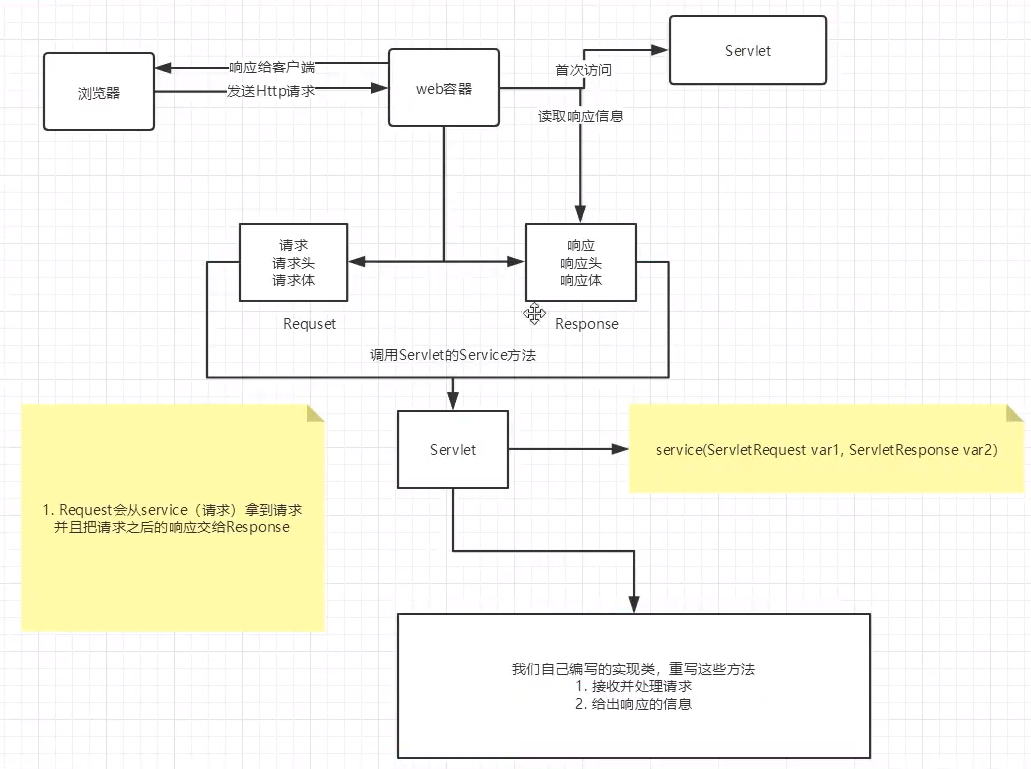 浏览器
响应给客户端
发送Http请求
web容器
首次访问
Servlet
读取响应信息
请求
请求头
请求体
Requset
响应
响应头
响应体
Response
调用Servlet的Service方法
Servlet
service(ServletRequest var1, ServletResponse var2)
1. Request会从service（请求）拿到请求
并且把请求之后的响应交给Response
我们自己编写的实现类，重写这些方法
1. 接收并处理请求
2. 给出响应的信息